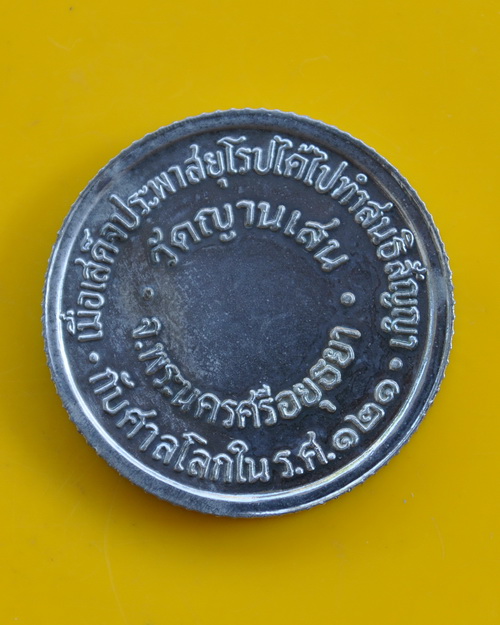 เมื่อเสด็จประพาสยุโรปได้ไปทำสนธิสัญญา
กับศาลโลกใน ร.ศ.๑๒๑
วัดญานเสน
จ.พระนครศรีอยุธยา